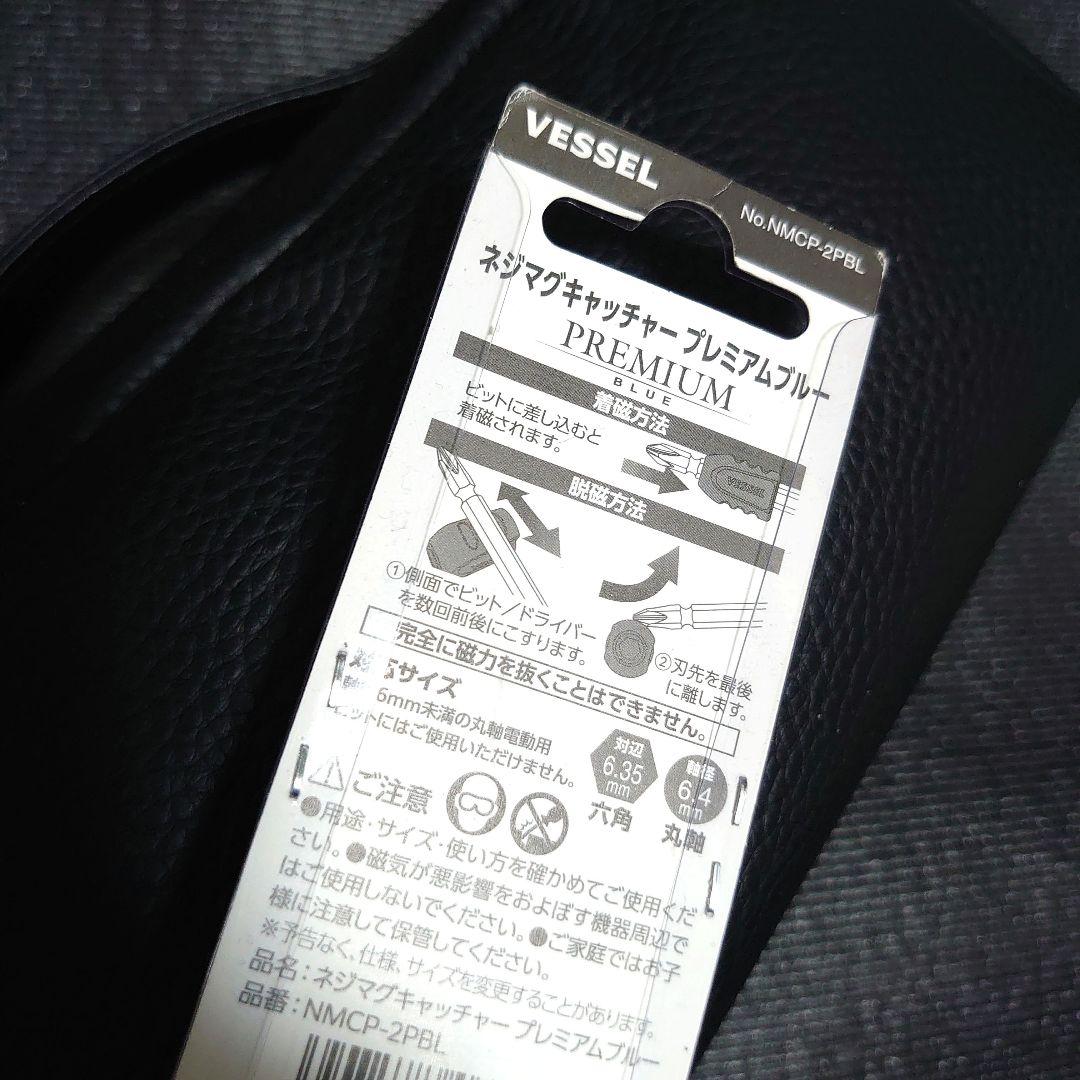 VESSEL
No.NMCP-2PBL
ネジマグキャッチャー プレミアムブルー
PREMIUM
BLUE
着磁方法
ビットに差し込むと
着磁されます。
VESSEL
脱磁方法
①側面でビット/ドライバー
を数回前後にこすります。
②刃先を最後
に離します。
完全に磁力を抜くことはできません。
対応サイズ
軸径6mm未満の丸軸電動用
ビットにはご使用いただけません。
対辺
6.35
mm
六角
軸径
6.4
mm
丸軸
ご注意
●用途・サイズ・使い方を確かめてご使用くだ
さい。●磁気が悪影響をおよぼす機器周辺で
はご使用しないでください。●ご家庭ではお子
様に注意して保管してください。
※予告なく、仕様、サイズを変更することがあります。
品名:ネジマグキャッチャー プレミアムブルー
品番:NMCP-2PBL